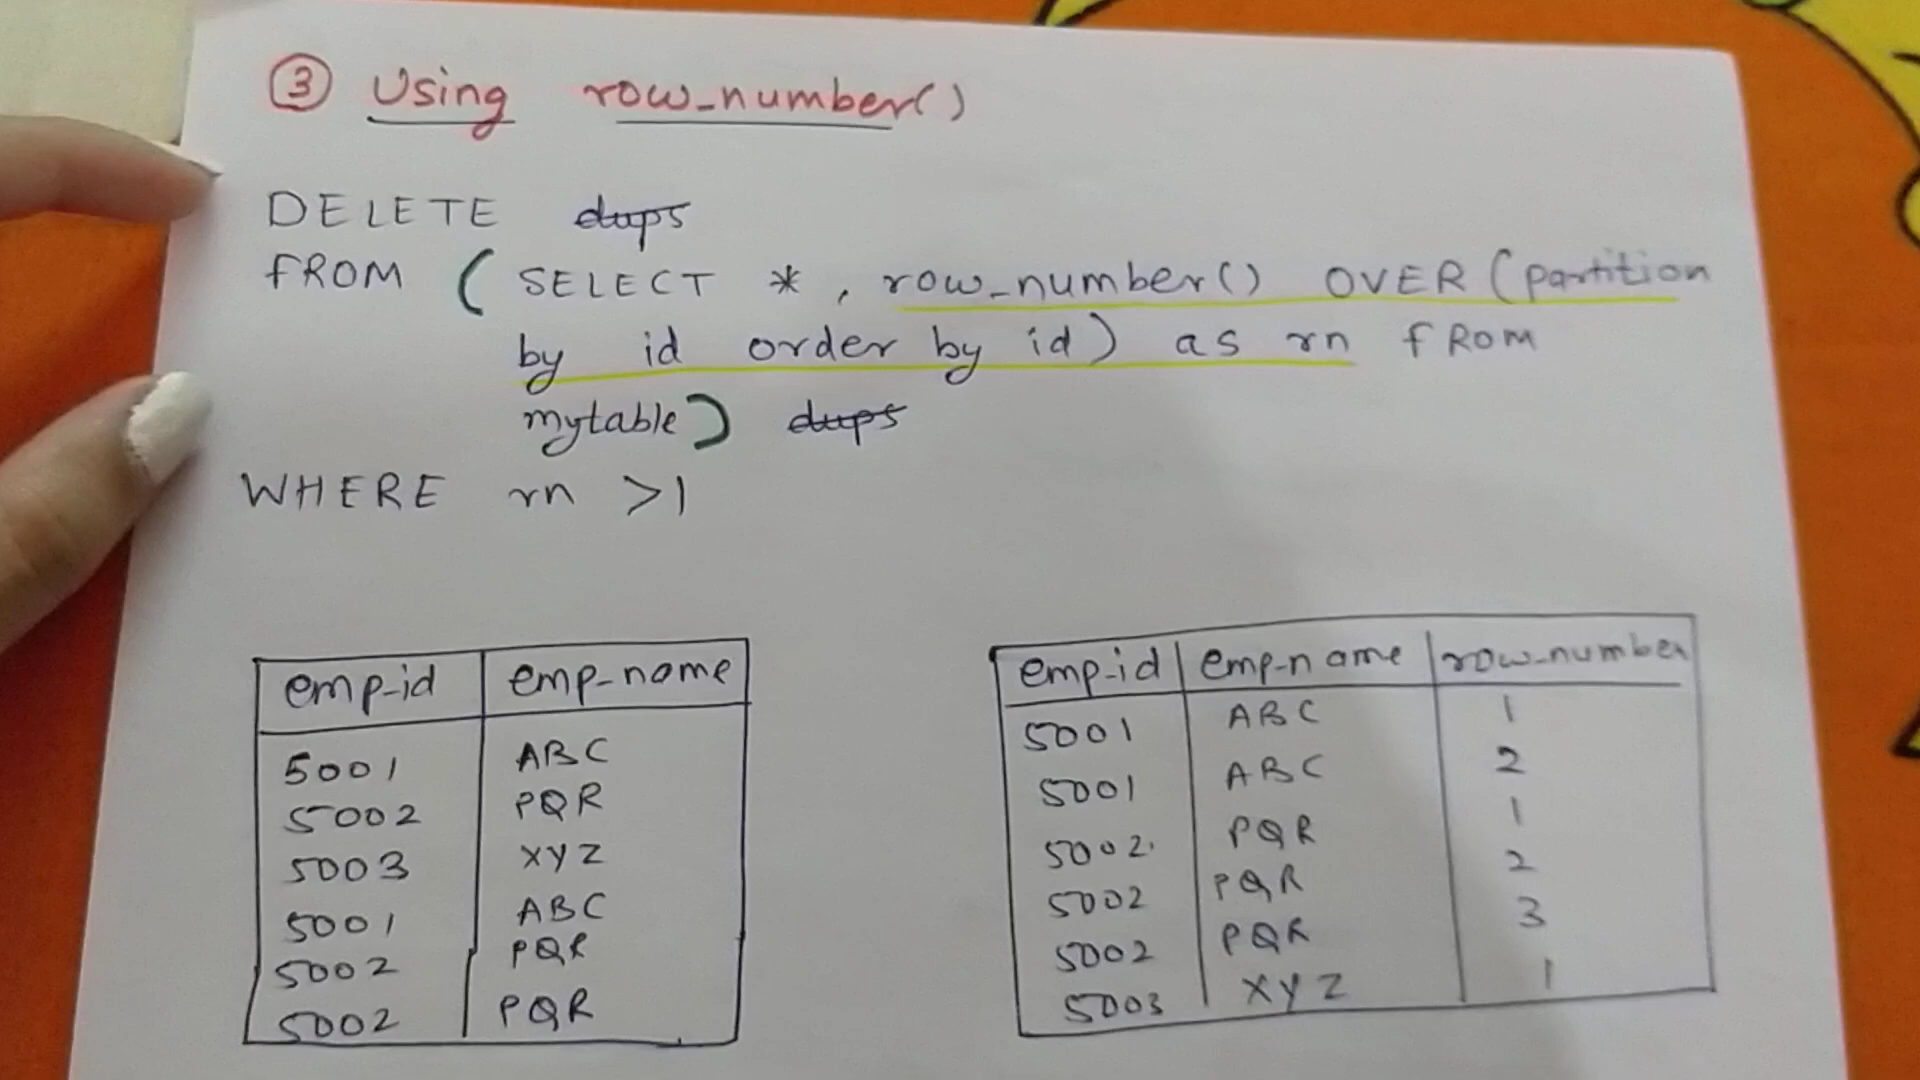 3 Using row_number()
DELETE dups
FROM ( SELECT * , row_number() OVER (partition
by id order by id) as rn FROM
mytable) dups
WHERE rn >1
emp-id emp-name
5001 ABC
5002 PQR
5003 XYZ
5001 ABC
5002 PQR
5002 PQR
emp-id emp-name row-number
5001 ABC 1
5001 ABC 2
5002 PQR 1
5002 PQR 2
5002 PQR 3
5003 XYZ 1